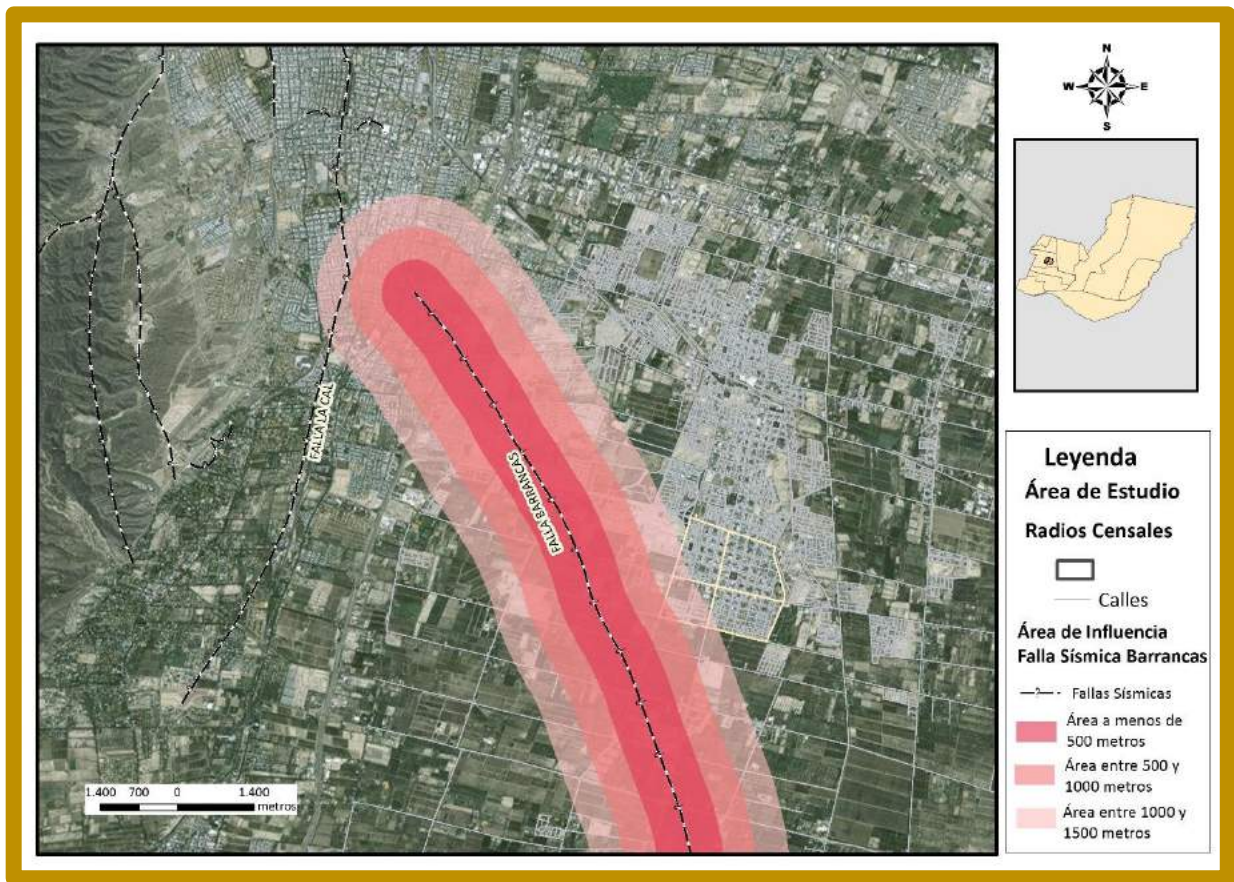 N
W E
S
FALLA LA CAL
FALLA BARRANCAS
1.400 700 0 1.400
metros
Leyenda
Área de Estudio
Radios Censales
Calles
Área de Influencia
Falla Sísmica Barrancas
Fallas Sísmicas
Área a menos de
500 metros
Área entre 500 y
1000 metros
Área entre 1000 y
1500 metros